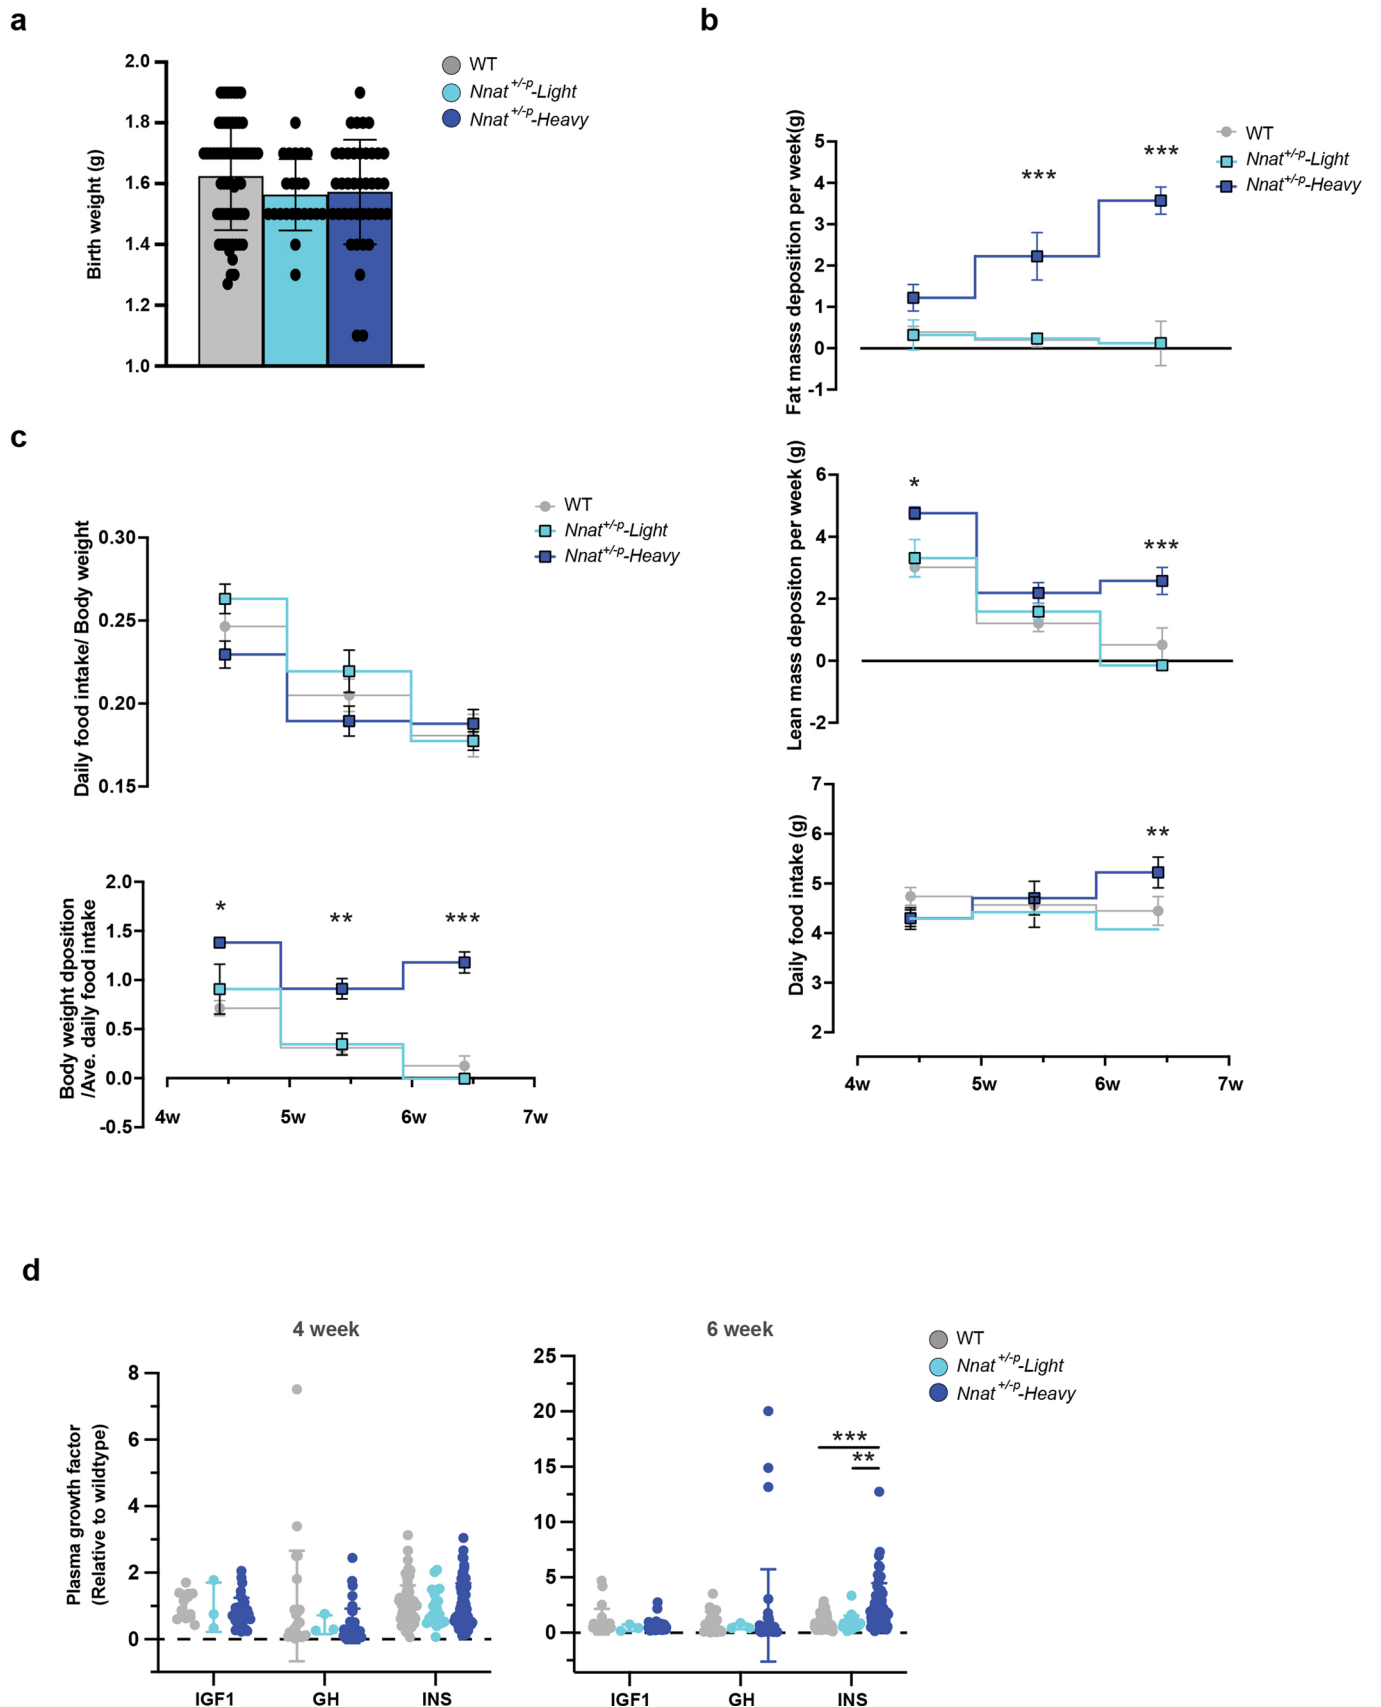 a
2.0
1.8
1.6
1.4
1.2
1.0
Birth weight (g)
WT
Nnat+/-p-Light
Nnat+/-p-Heavy
b
5
4
3
2
1
0
-1
Fat masss deposition per week(g)
***
***
WT
Nnat+/-p-Light
Nnat+/-p-Heavy
6
4
2
0
-2
Lean mass depositon per week (g)
*
***
7
6
5
4
3
2
Daily food intake (g)
**
4w
5w
6w
7w
c
0.30
0.25
0.20
0.15
Daily food intake/ Body weight
WT
Nnat+/-p-Light
Nnat+/-p-Heavy
2.0
1.5
1.0
0.5
0.0
-0.5
Body weight dposition
/Ave. daily food intake
*
**
***
4w
5w
6w
7w
d
4 week
8
6
4
2
0
Plasma growth factor
(Relative to wildtype)
IGF1
GH
INS
6 week
25
20
15
10
5
0
***
**
IGF1
GH
INS
WT
Nnat+/-p-Light
Nnat+/-p-Heavy